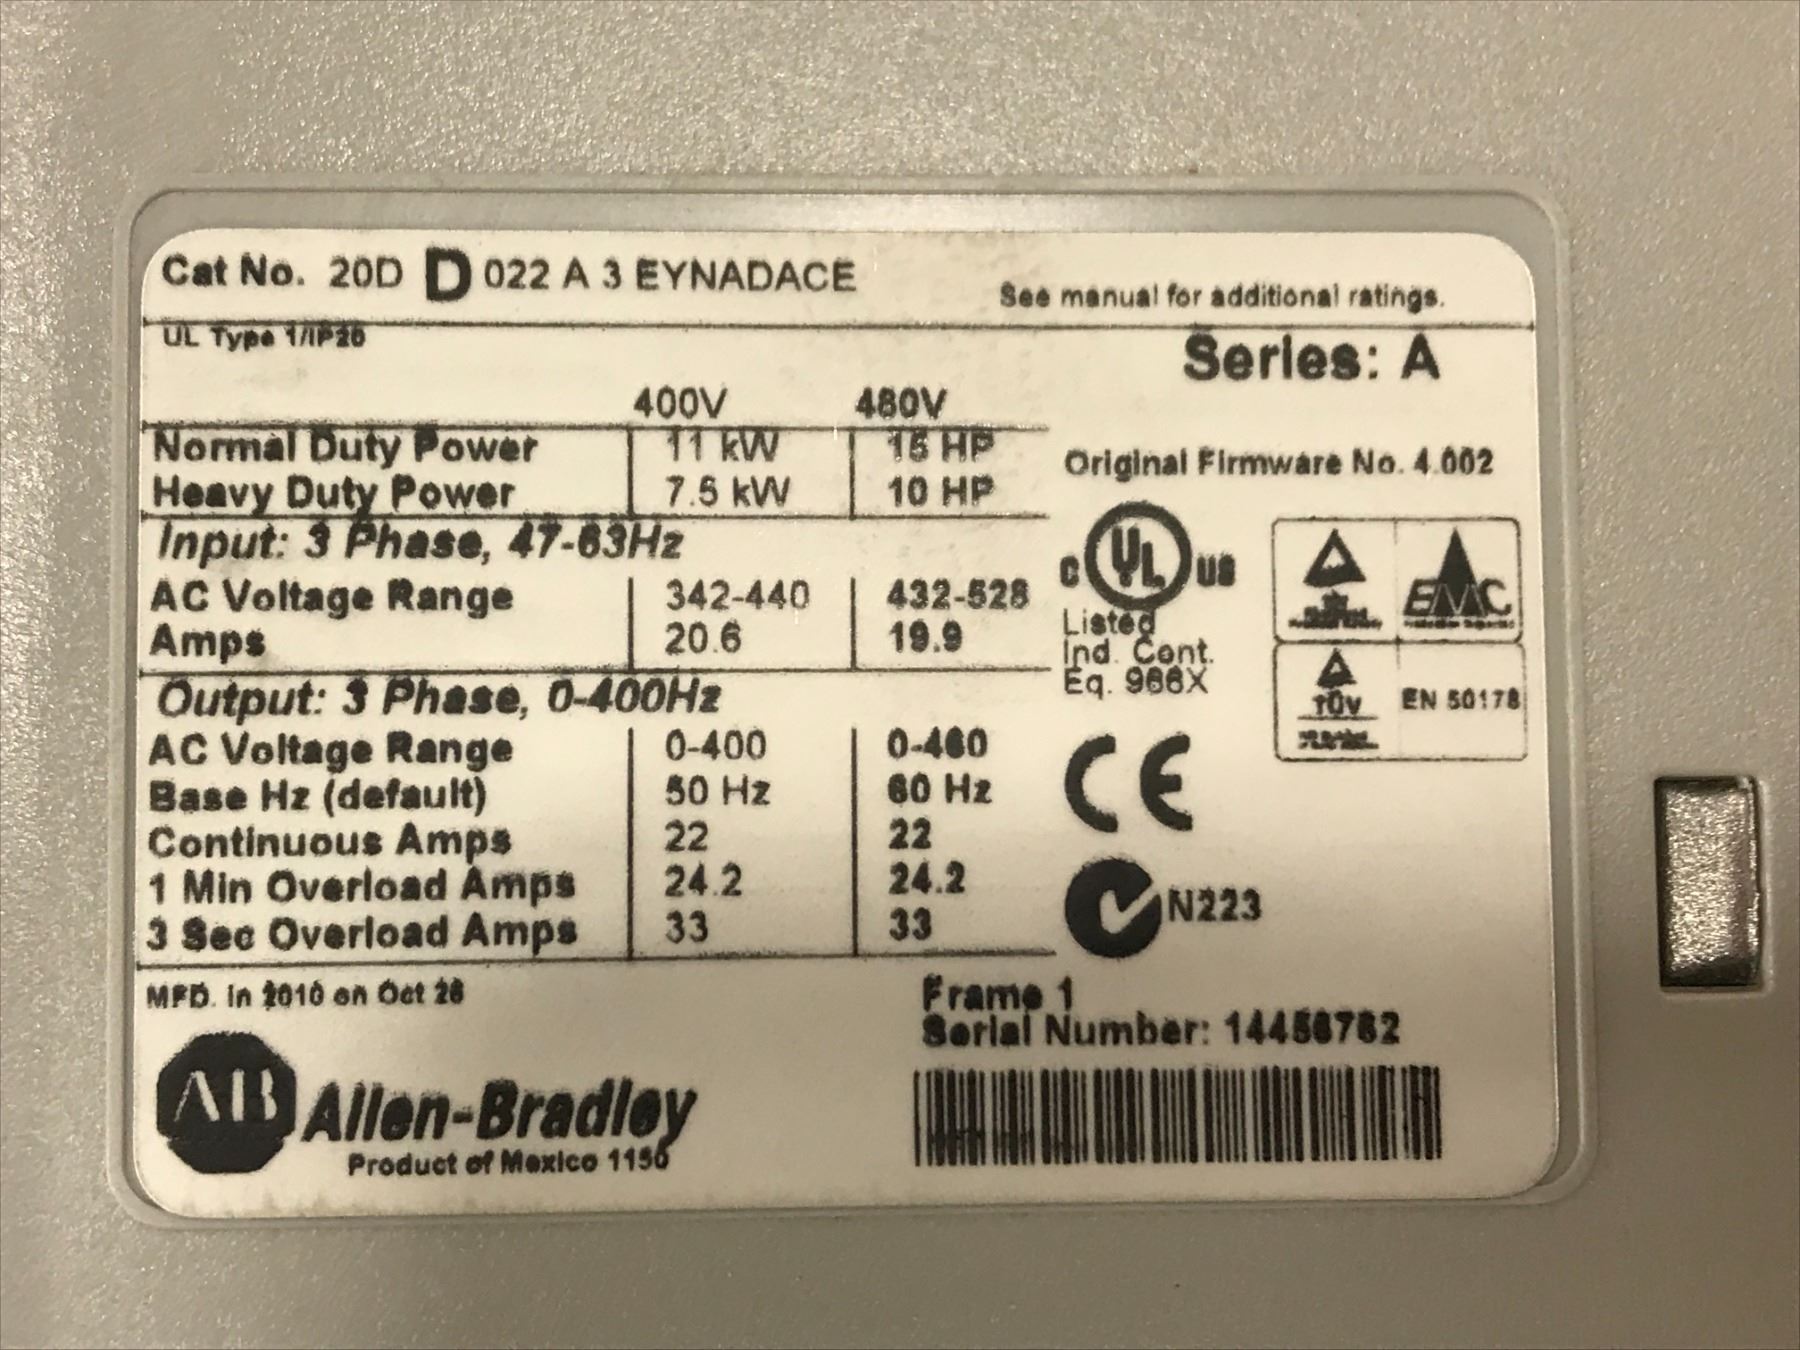 Cat No. 20D D 022 A 3 EYNADACE
See manual for additional ratings.
UL Type 1/IP20
Series: A
400V 480V
Normal Duty Power 11 kW 15 HP
Heavy Duty Power 7.5 kW 10 HP
Original Firmware No. 4.002
Input: 3 Phase, 47-63Hz
AC Voltage Range 342-440 432-528
Amps 20.6 19.9
C UL US
Listed
Ind. Cont.
Eq. 966X
EMC
TÜV
EN 50178
Output: 3 Phase, 0-400Hz
AC Voltage Range 0-400 0-460
Base Hz (default) 50 Hz 60 Hz
Continuous Amps 22 22
1 Min Overload Amps 24.2 24.2
3 Sec Overload Amps 33 33
CE
N223
MFD. in 2010 on Oct
Frame 1
Serial Number:
AB Allen-Bradley
Product of Mexico 1150